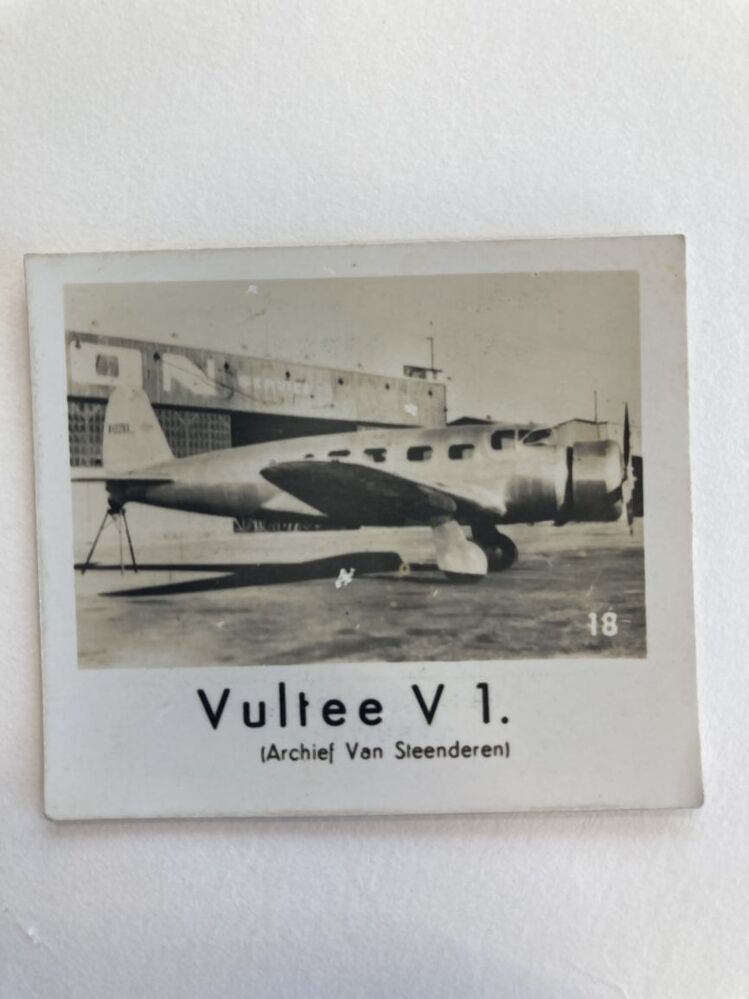 18
Vultee V 1.
(Archief Van Steenderen)